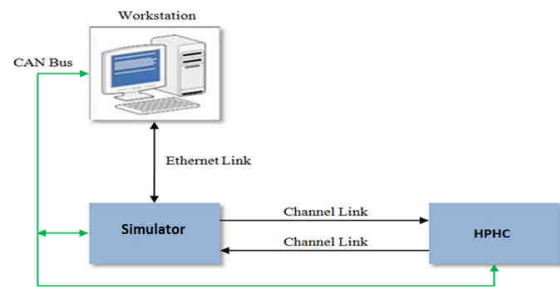 Workstation
CAN Bus
Ethernet Link
Simulator
Channel Link
Channel Link
HPHC